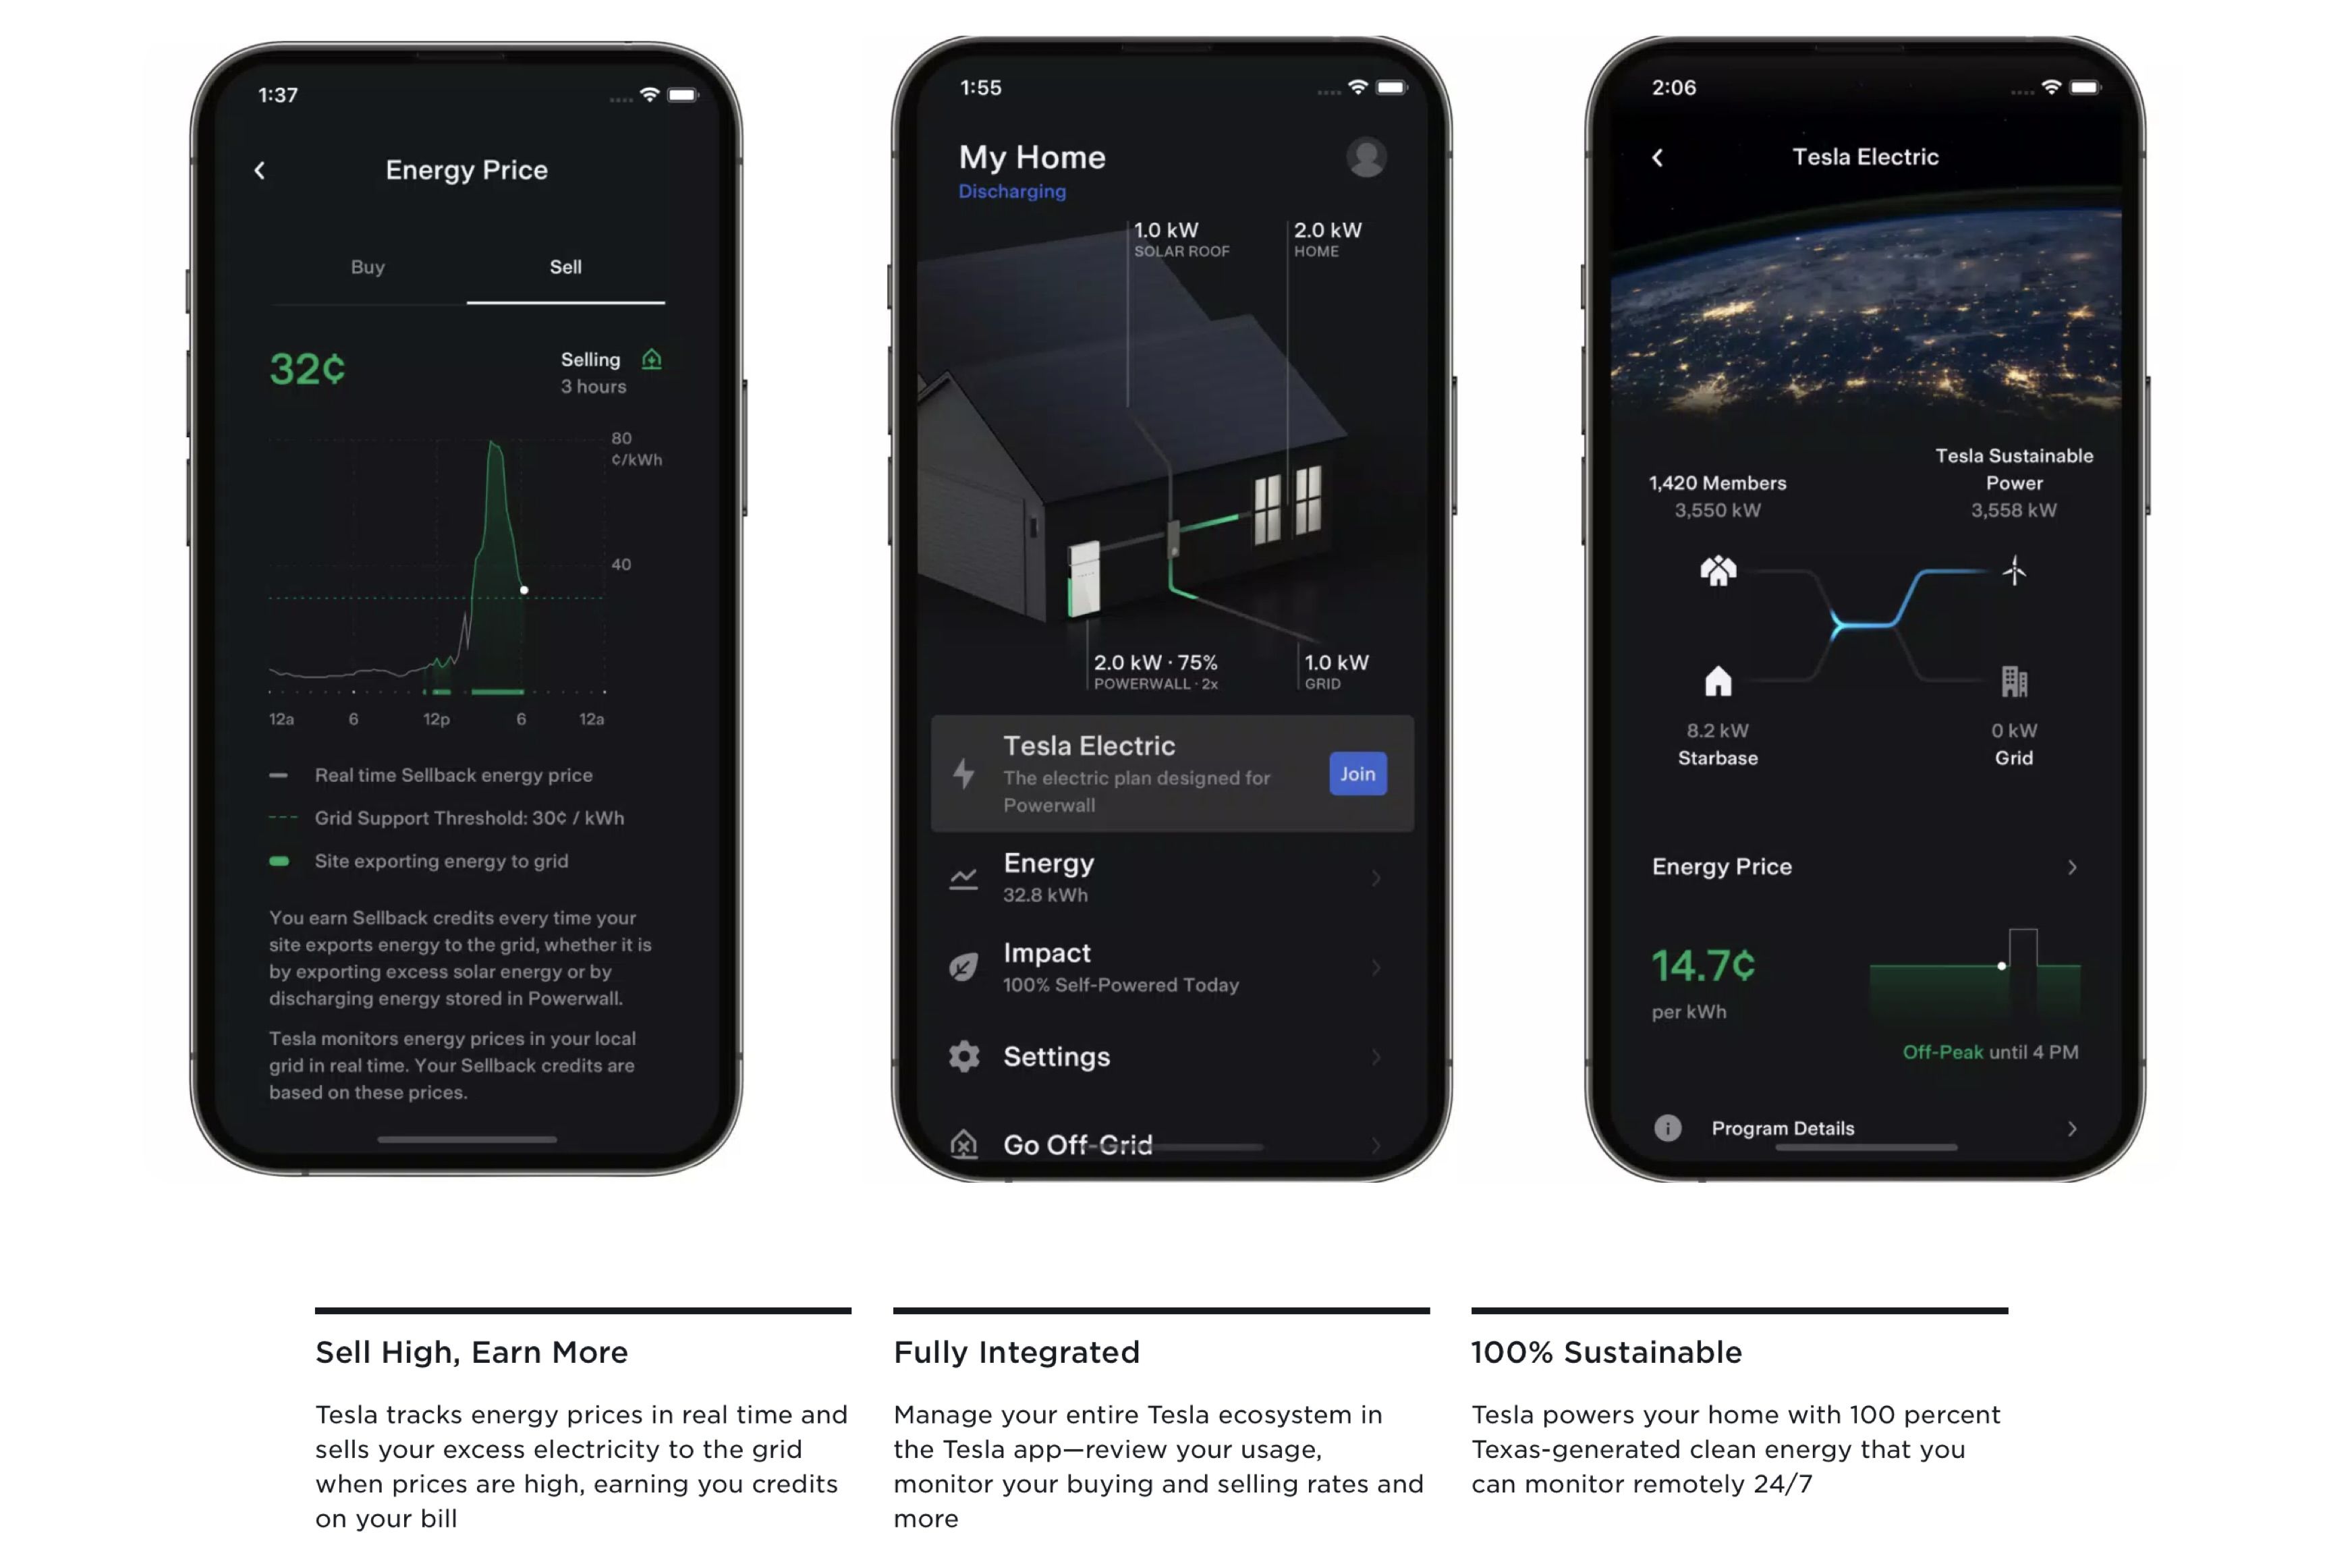 1:37
Energy Price
Buy
Sell
32¢
Selling
3 hours
80
¢/kWh
40
12a
6
12p
6
12a
Real time Sellback energy price
Grid Support Threshold: 30¢ / kWh
Site exporting energy to grid
You earn Sellback credits every time your
site exports energy to the grid, whether it is
by exporting excess solar energy or by
discharging energy stored in Powerwall.
Tesla monitors energy prices in your local
grid in real time. Your Sellback credits are
based on these prices.
1:55
My Home
Discharging
1.0 kW
SOLAR ROOF
2.0 kW
HOME
2.0 kW · 75%
POWERWALL · 2x
1.0 kW
GRID
Tesla Electric
The electric plan designed for
Powerwall
Join
Energy
32.8 kWh
Impact
100% Self-Powered Today
Settings
Go Off-Grid
2:06
Tesla Electric
1,420 Members
3,550 kW
Tesla Sustainable
Power
3,558 kW
8.2 kW
Starbase
0 kW
Grid
Energy Price
14.7¢
per kWh
Off-Peak until 4 PM
Program Details
Sell High, Earn More
Tesla tracks energy prices in real time and
sells your excess electricity to the grid
when prices are high, earning you credits
on your bill
Fully Integrated
Manage your entire Tesla ecosystem in
the Tesla app—review your usage,
monitor your buying and selling rates and
more
100% Sustainable
Tesla powers your home with 100 percent
Texas-generated clean energy that you
can monitor remotely 24/7